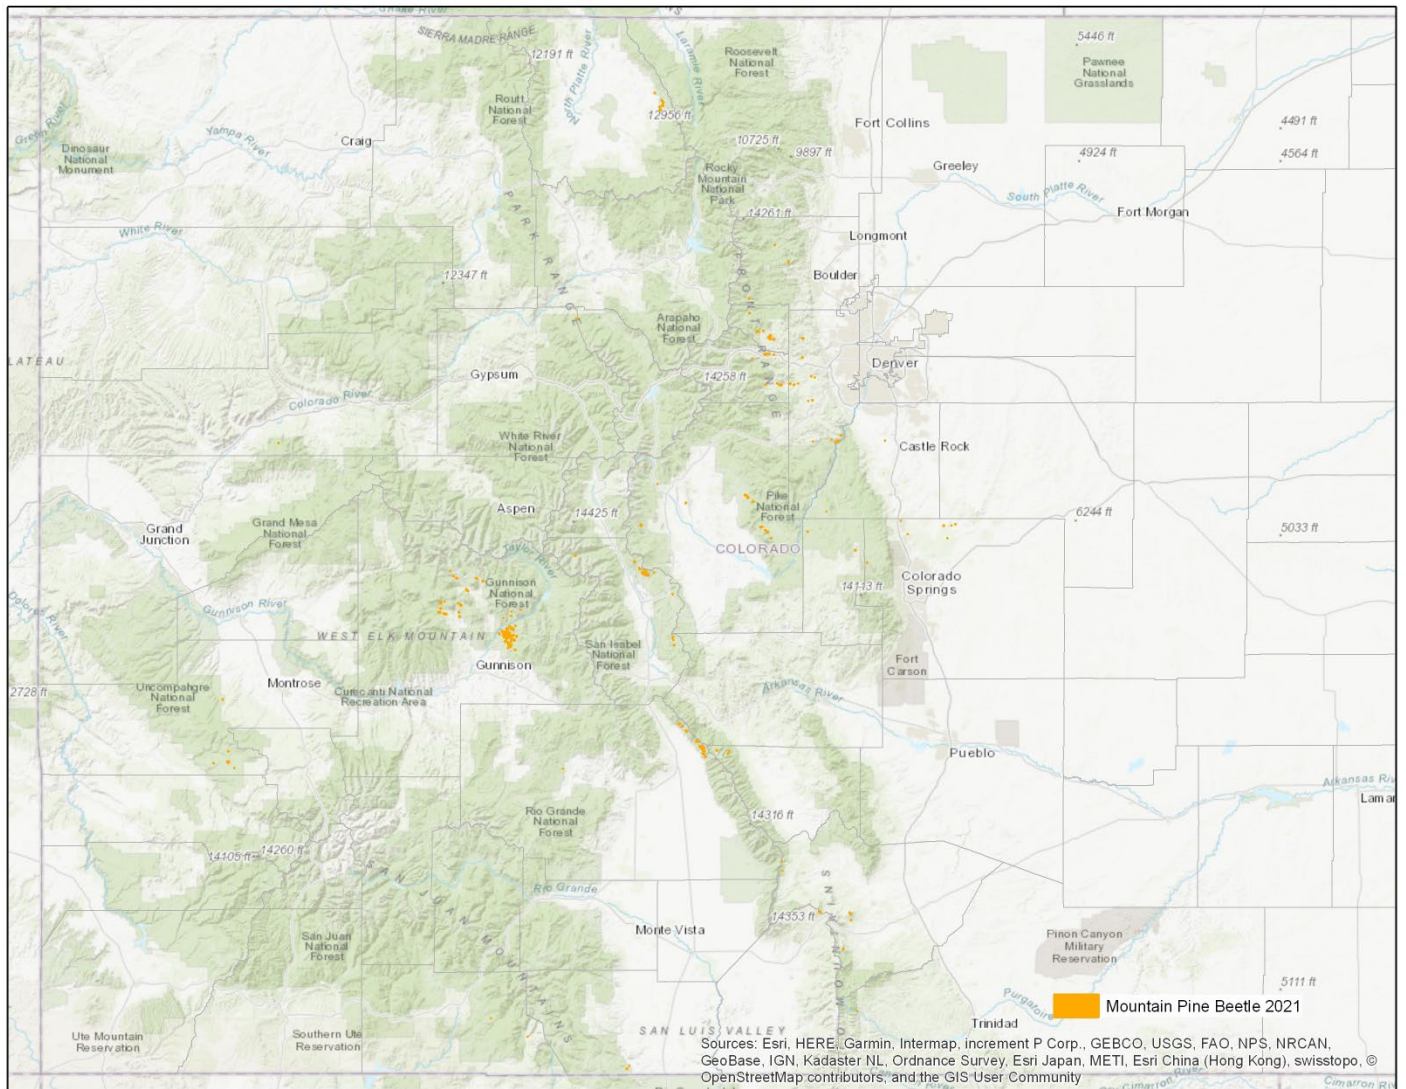 SIERRA MADRE RANGE
12191 ft
North Platte River
Laramie River
Roosevelt
National
Forest
5446 ft
Pawnee
National
Grasslands
Green River
Routt
National
Forest
12956 ft
Fort Collins
4491 ft
Yampa River
Craig
10725 ft
9897 ft
4924 ft
4564 ft
Dinosaur
National
Monument
Greeley
Rocky
Mountain
National
Park
South Platte River
Fort Morgan
PARK RANGE
14261 ft
White River
Longmont
12347 ft
Boulder
FRONT RANGE
Arapaho
National
Forest
LATEAU
Denver
Gypsum
14258 ft
Colorado River
White River
National
Forest
Castle Rock
Aspen
14425 ft
Pike
National
Forest
6244 ft
5033 ft
Grand
Junction
Grand Mesa
National
Forest
COLORADO
Taylor River
Gunnison
National
Forest
14113 ft
Colorado
Springs
Dolores River
Gunnison River
WEST ELK MOUNTAIN
San Isabel
National
Forest
Gunnison
Fort
Carson
2728 ft
Uncompahgre
National
Forest
Montrose
Curecanti National
Recreation Area
Arkansas River
Pueblo
Arkansas Riv
Lamar
14316 ft
Rio Grande
National
Forest
14105 ft
14260 ft
SAN JUAN MOUNTAINS
Rio Grande
14353 ft
Monte Vista
San Juan
National
Forest
Pinon Canyon
Military
Reservation
5111 ft
Purgatoire
Mountain Pine Beetle 2021
Trinidad
Ute Mountain
Reservation
Southern Ute
Reservation
SAN LUIS VALLEY
Sources: Esri, HERE, Garmin, Intermap, increment P Corp., GEBCO, USGS, FAO, NPS, NRCAN,
GeoBase, IGN, Kadaster NL, Ordnance Survey, Esri Japan, METI, Esri China (Hong Kong), swisstopo, ©
OpenStreetMap contributors, and the GIS User Community
Cimarron River